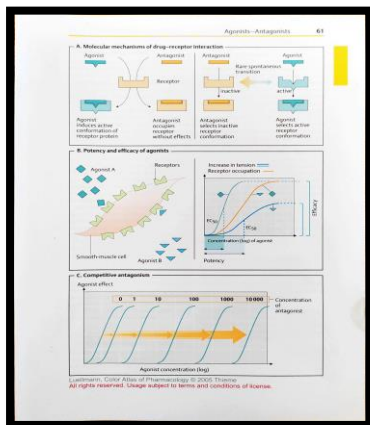 Agonists–Antagonists 61
A. Molecular mechanisms of drug-receptor interaction
Agonist Antagonist Antagonist Agonist
Rare spontaneous
transition
Receptor
inactive active
Agonist
induces active
conformation of
receptor protein
Antagonist
occupies
receptor
without effects
Antagonist
selects inactive
receptor
conformation
Agonist
selects active
receptor
conformation
B. Potency and efficacy of agonists
Receptors
Agonist A
Increase in tension
Receptor occupation
EC50
EC50
Efficacy
Smooth-muscle cell
Agonist B
Concentration (log) of agonist
Potency
C. Competitive antagonism
Agonist effect
0 1 10 100 1000 10000
Concentration
of
antagonist
Agonist concentration (log)
Luellmann, Color Atlas of Pharmacology © 2005 Thieme
All rights reserved. Usage subject to terms and conditions of license.